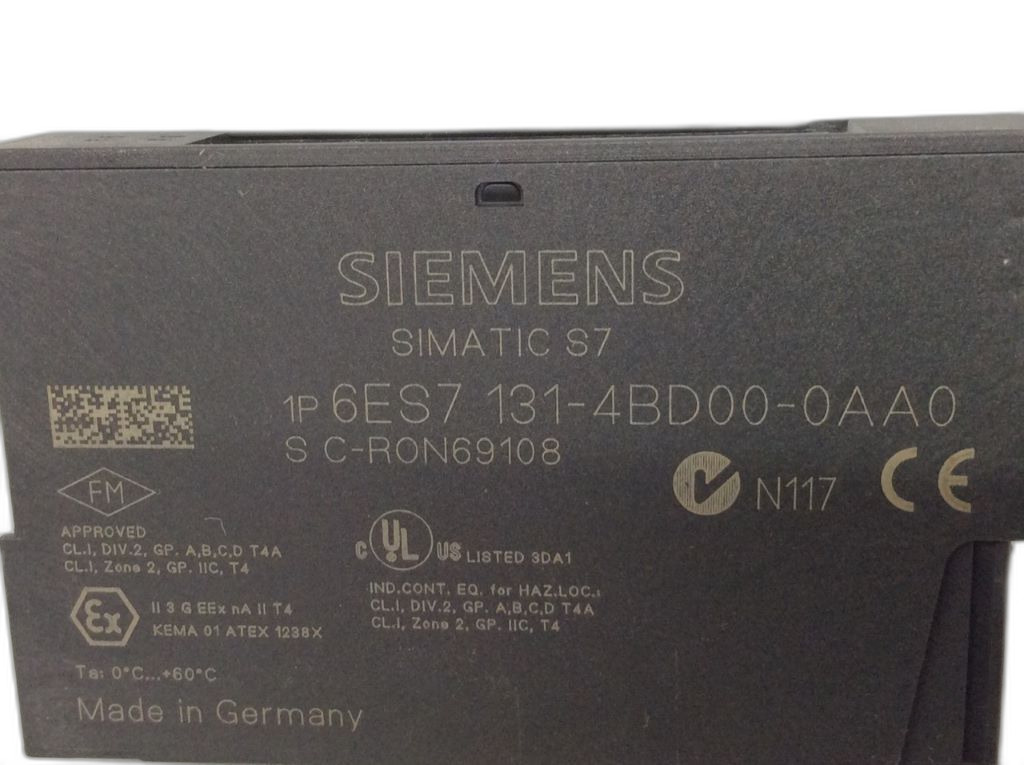 SIEMENS
SIMATIC S7
1P 6ES7 131-4BD00-0AA0
S C-RON69108
N117 CE
FM
APPROVED
CL.I, DIV.2, GP. A,B,C,D T4A
CL.I, Zone 2, GP. IIC, T4
Ex II 3 G EEx nA II T4
KEMA 01 ATEX 1238X
c UL US LISTED 3DA1
IND.CONT. EQ. for HAZ.LOC.:
CL.I, DIV.2, GP. A,B,C,D T4A
CL.I, Zone 2, GP. IIC, T4
Ta: 0°C...+60°C
Made in Germany